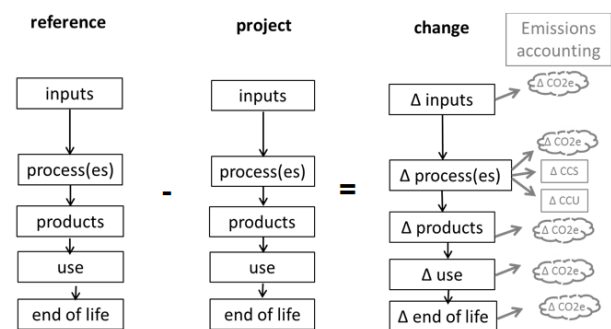 reference
inputs
process(es)
products
use
end of life
-
project
inputs
process(es)
products
use
end of life
=
change
Δ inputs
Δ process(es)
Δ products
Δ use
Δ end of life
Emissions
accounting
Δ CO2e
Δ CO2e
Δ CCS
Δ CCU
Δ CO2e
Δ CO2e
Δ CO2e